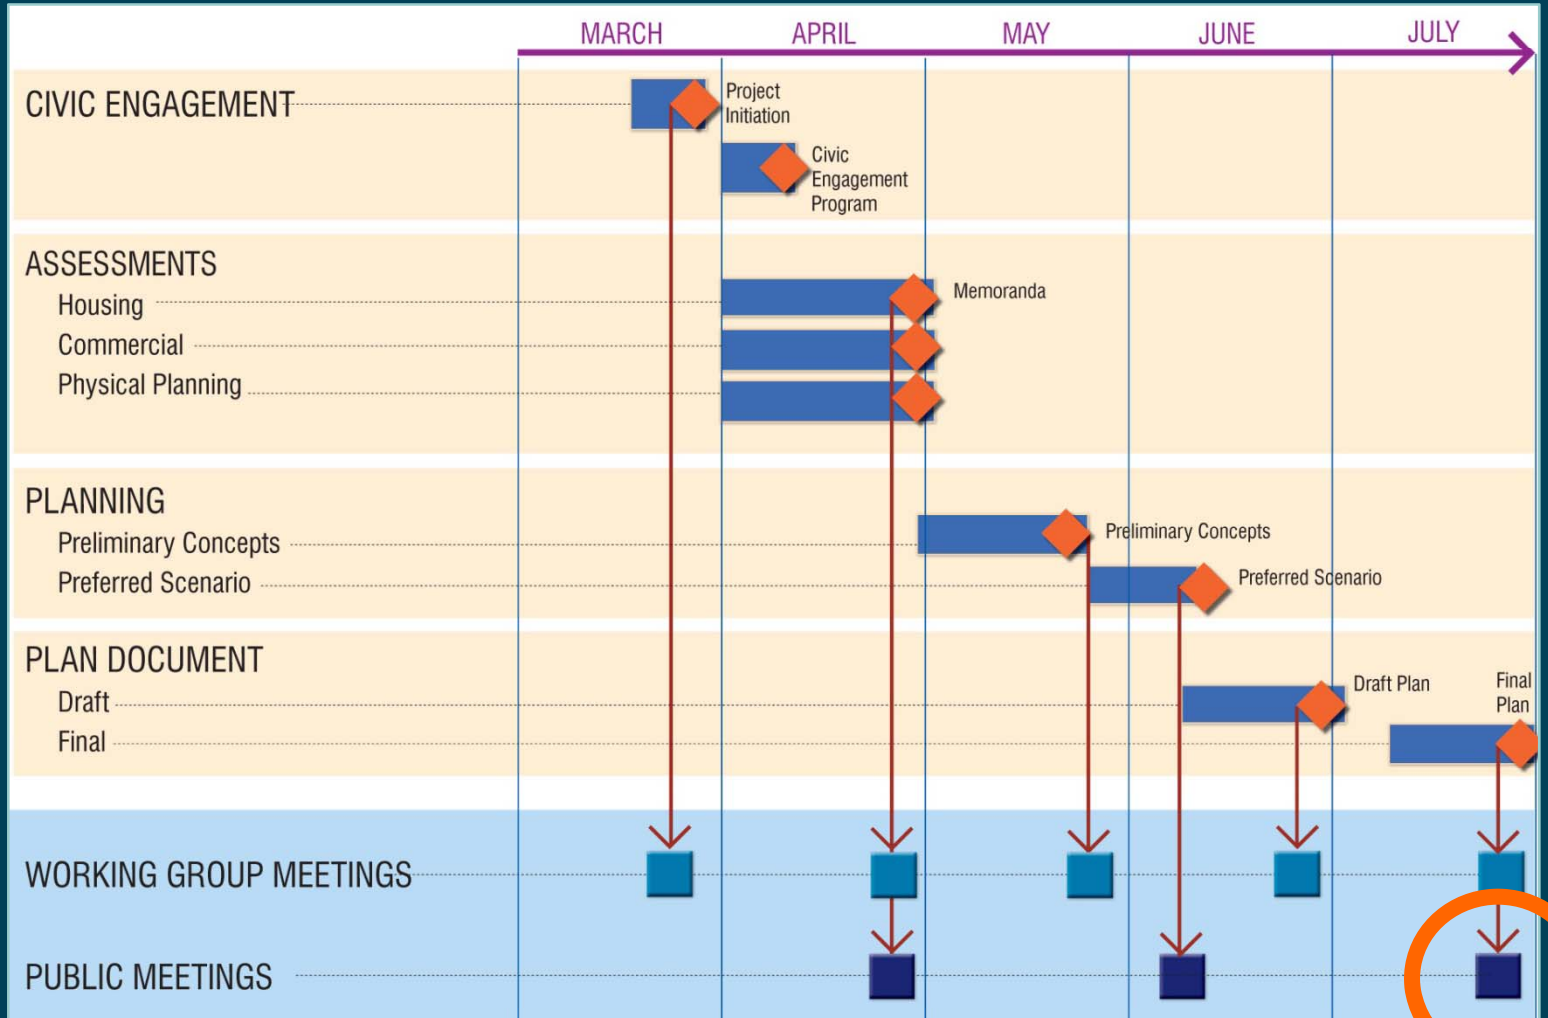 MARCH APRIL MAY JUNE JULY
CIVIC ENGAGEMENT
Project
Initiation
Civic
Engagement
Program
ASSESSMENTS
Housing
Memoranda
Commercial
Physical Planning
PLANNING
Preliminary Concepts
Preliminary Concepts
Preferred Scenario
Preferred Scenario
PLAN DOCUMENT
Draft
Draft Plan
Final
Plan
Final
WORKING GROUP MEETINGS
PUBLIC MEETINGS